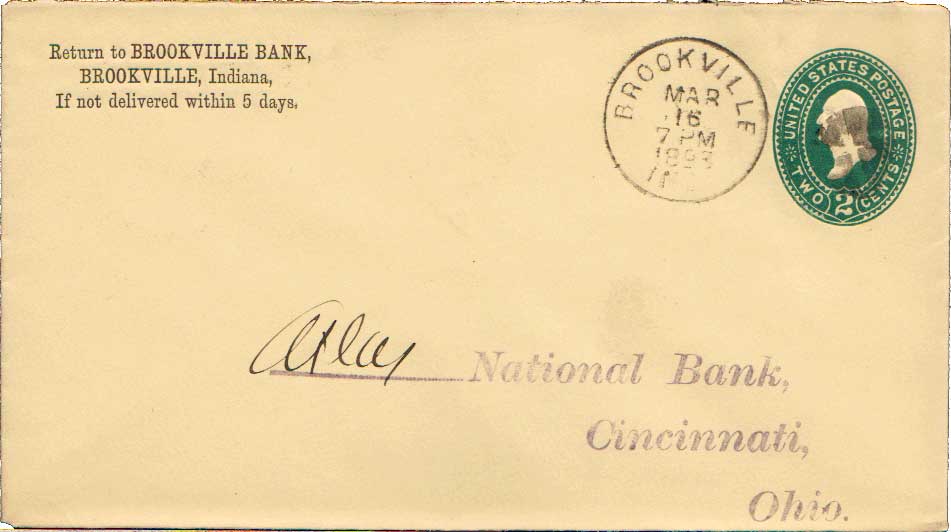 Return to BROOKVILLE BANK,
BROOKVILLE, Indiana,
If not delivered within 5 days.
BROOKVILLE
MAR
16
7 PM
1893
UNITED STATES POSTAGE
TWO 2 CENTS
Atlas National Bank,
Cincinnati,
Ohio.